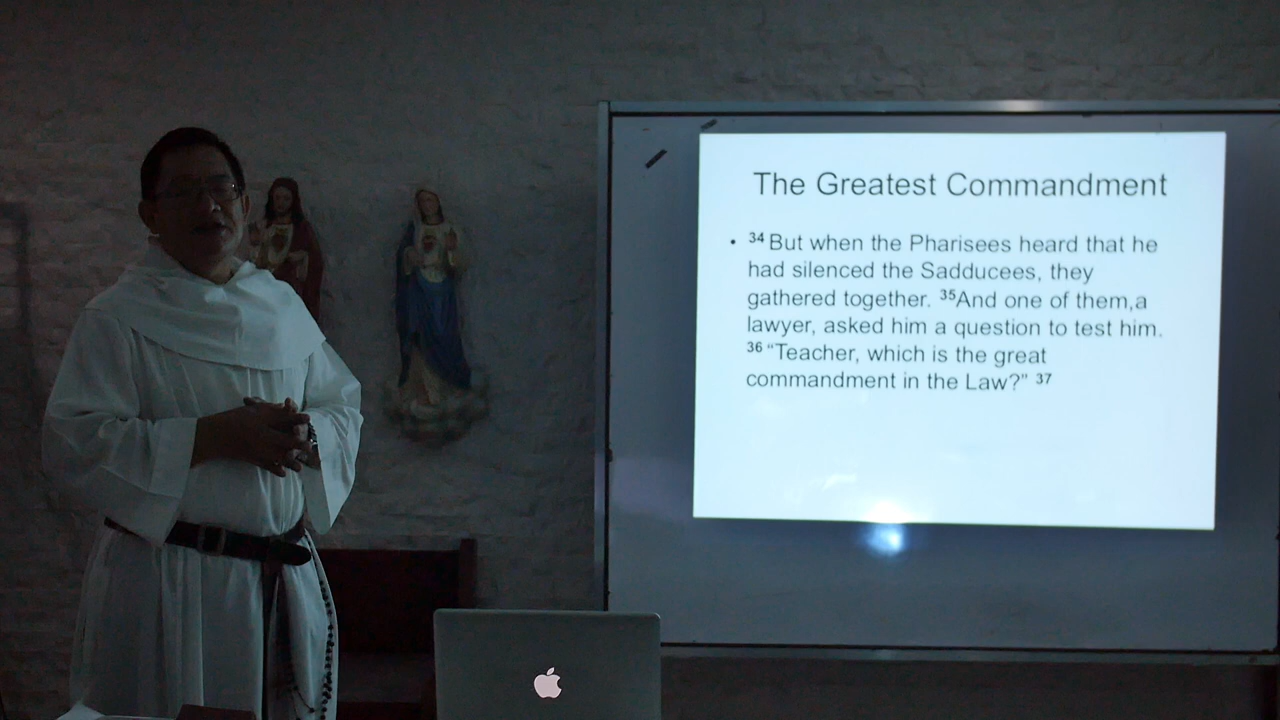 The Greatest Commandment
• ³⁴ But when the Pharisees heard that he
had silenced the Sadducees, they
gathered together. ³⁵And one of them,a
lawyer, asked him a question to test him.
³⁶ “Teacher, which is the great
commandment in the Law?” ³⁷